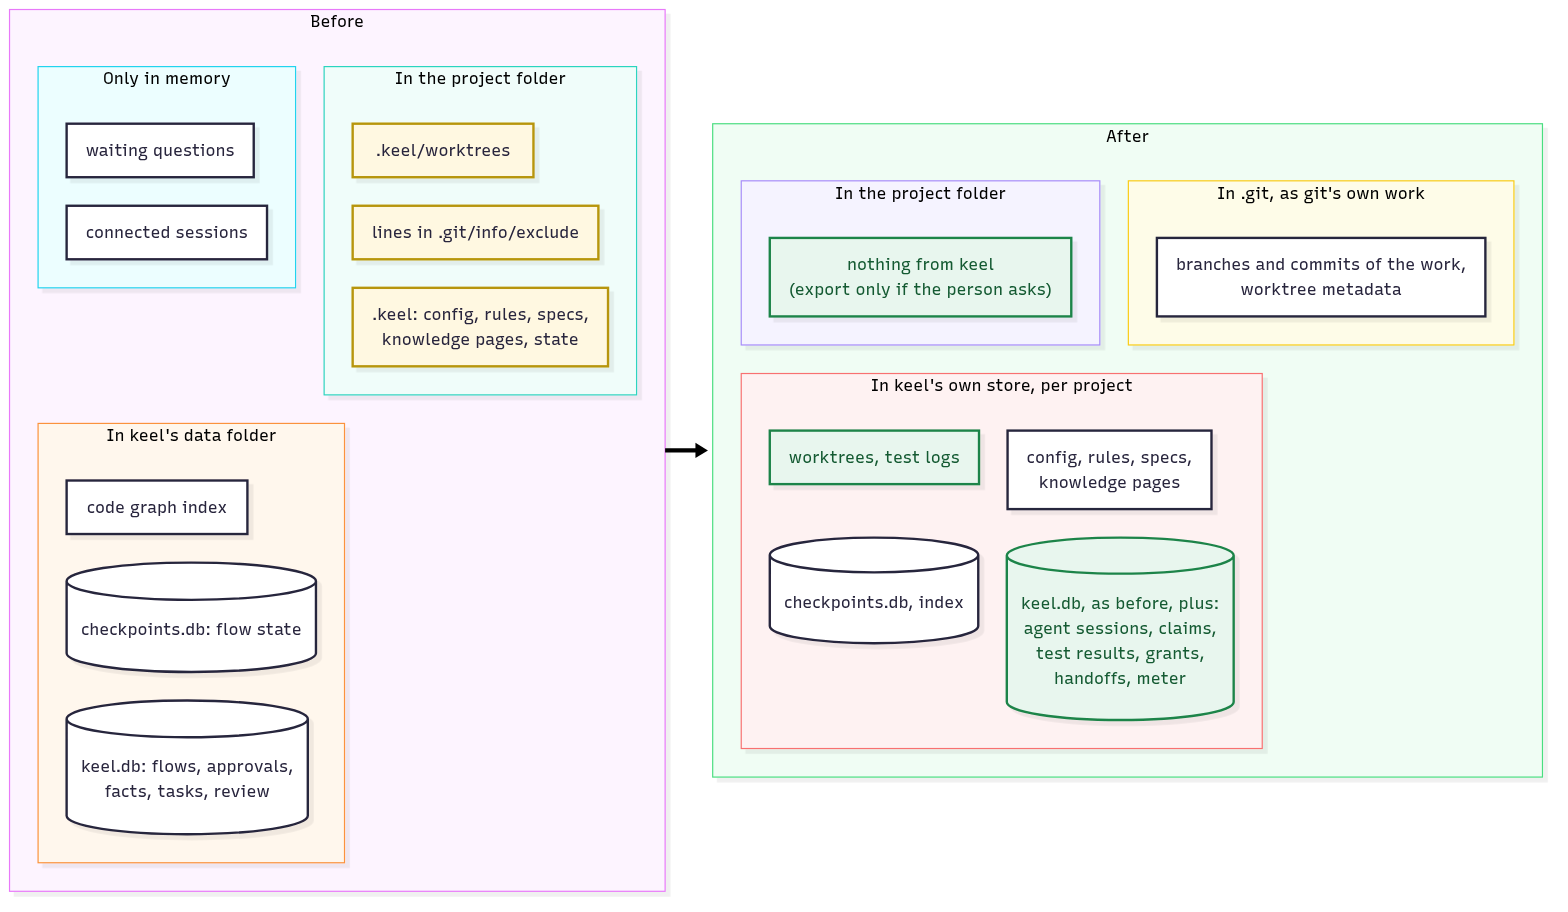 Before
Only in memory
waiting questions
connected sessions
In the project folder
.keel/worktrees
lines in .git/info/exclude
.keel: config, rules, specs,
knowledge pages, state
In keel's data folder
code graph index
checkpoints.db: flow state
keel.db: flows, approvals,
facts, tasks, review
After
In the project folder
nothing from keel
(export only if the person asks)
In .git, as git's own work
branches and commits of the work,
worktree metadata
In keel's own store, per project
worktrees, test logs
config, rules, specs,
knowledge pages
checkpoints.db, index
keel.db, as before, plus:
agent sessions, claims,
test results, grants,
handoffs, meter